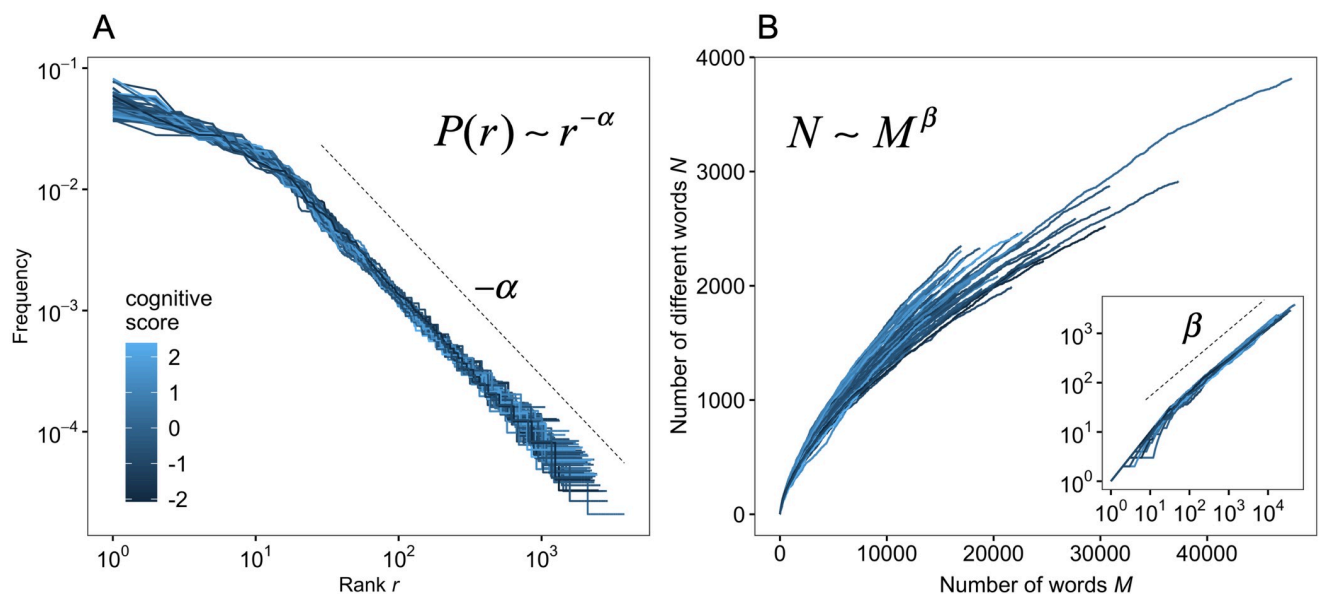 A
10⁻¹
10⁻²
10⁻³
10⁻⁴
Frequency
P(r) ~ r⁻ᵅ
−α
cognitive
score
2
1
0
-1
-2
10⁰ 10¹ 10² 10³
Rank r
B
4000
3000
2000
1000
0
Number of different words N
N ~ Mᵝ
β
10³
10²
10¹
10⁰
10⁰ 10¹ 10² 10³ 10⁴
0 10000 20000 30000 40000
Number of words M